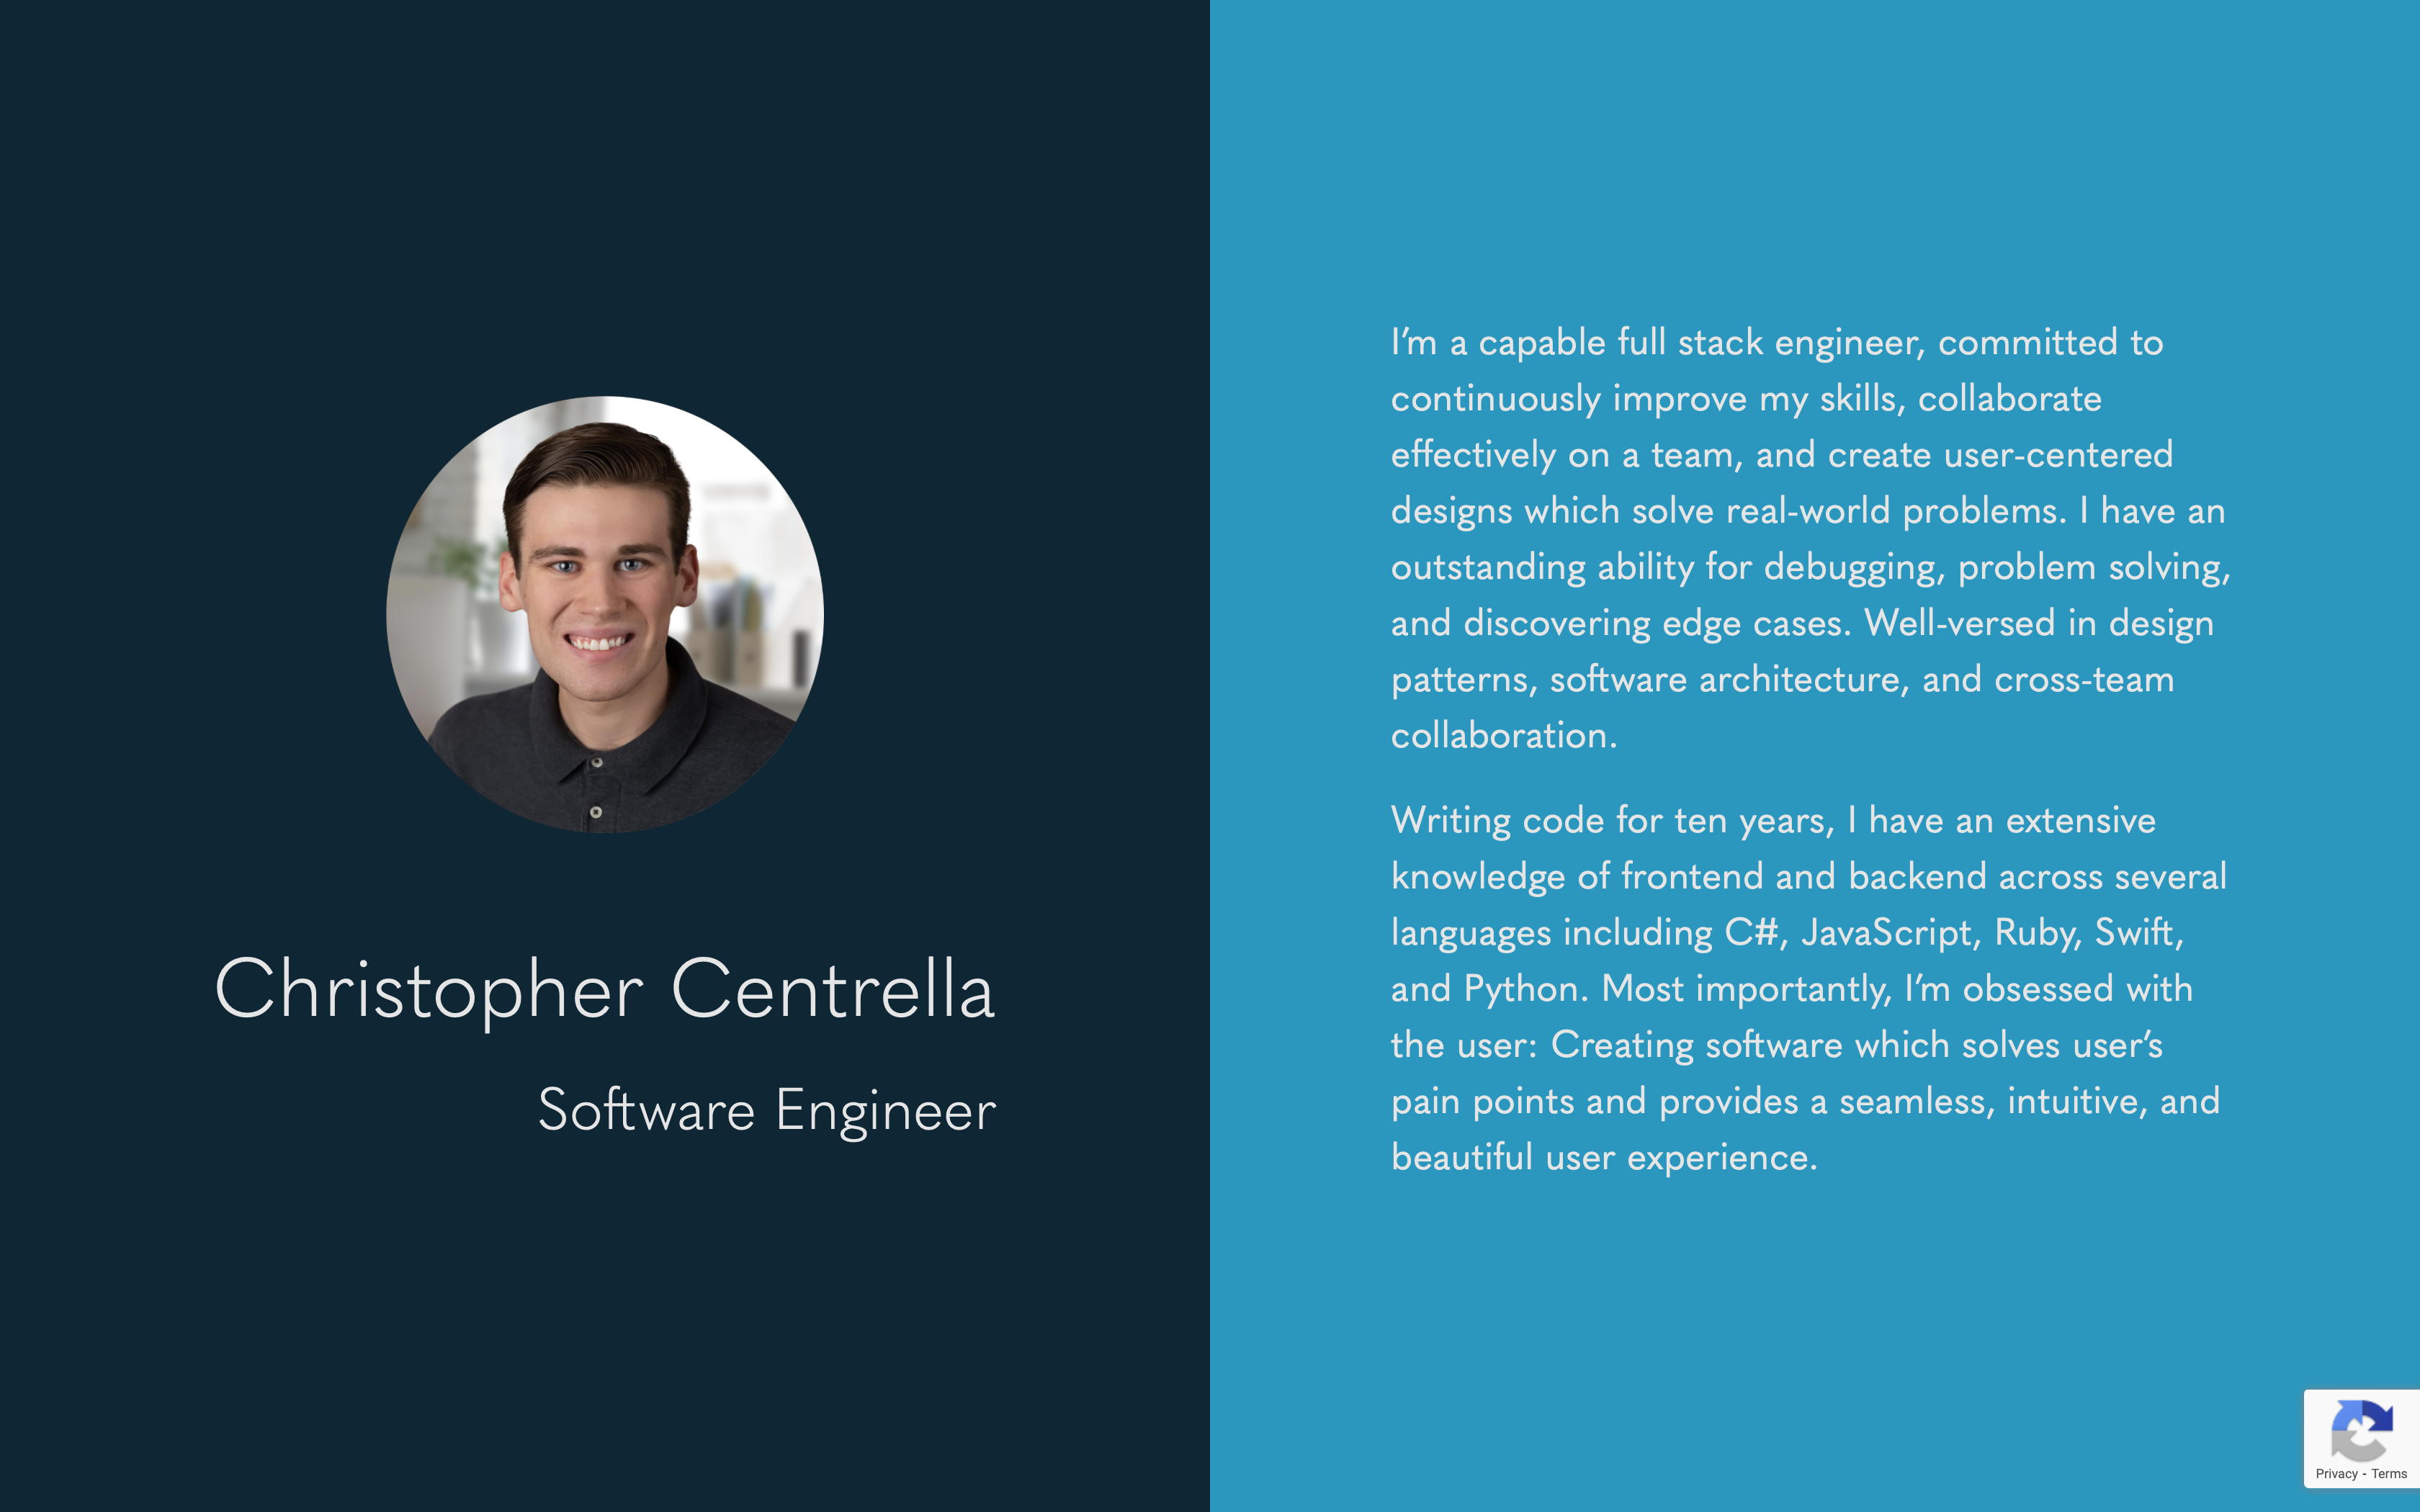 Christopher Centrella
Software Engineer
I’m a capable full stack engineer, committed to
continuously improve my skills, collaborate
effectively on a team, and create user-centered
designs which solve real-world problems. I have an
outstanding ability for debugging, problem solving,
and discovering edge cases. Well-versed in design
patterns, software architecture, and cross-team
collaboration.
Writing code for ten years, I have an extensive
knowledge of frontend and backend across several
languages including C#, JavaScript, Ruby, Swift,
and Python. Most importantly, I’m obsessed with
the user: Creating software which solves user’s
pain points and provides a seamless, intuitive, and
beautiful user experience.
Privacy - Terms